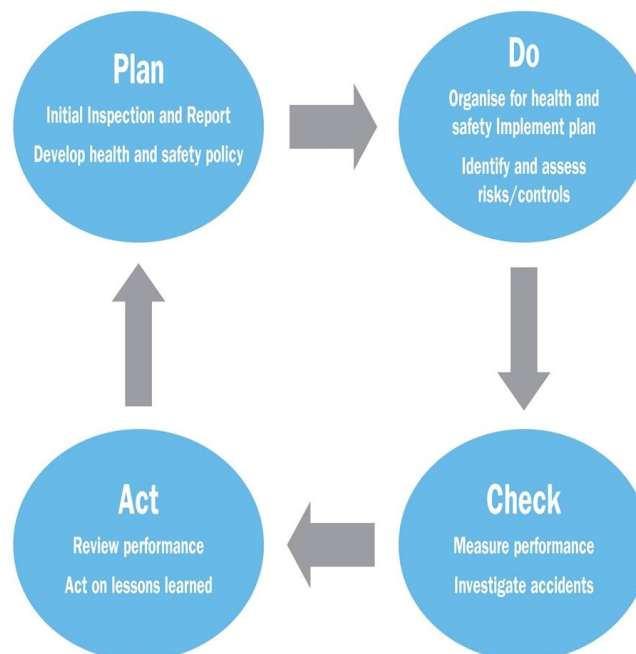 Plan
Initial Inspection and Report
Develop health and safety policy
Do
Organise for health and
safety Implement plan
Identify and assess
risks/controls
Act
Review performance
Act on lessons learned
Check
Measure performance
Investigate accidents